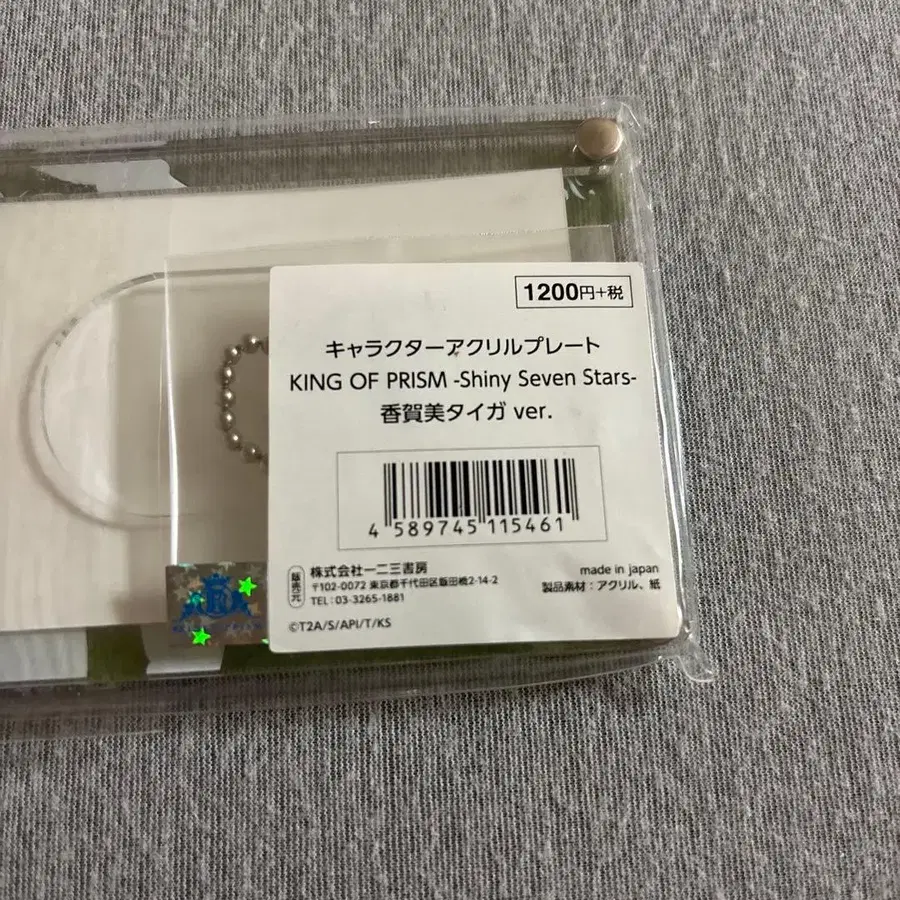 1200円+税
キャラクターアクリルプレート
KING OF PRISM -Shiny Seven Stars-
香賀美タイガ ver.
4 589745 115461
販売元
株式会社一二三書房
〒102-0072 東京都千代田区飯田橋2-14-2
TEL:03-3265-1881
made in japan
製品素材:アクリル、紙
©T2A/S/API/T/KS